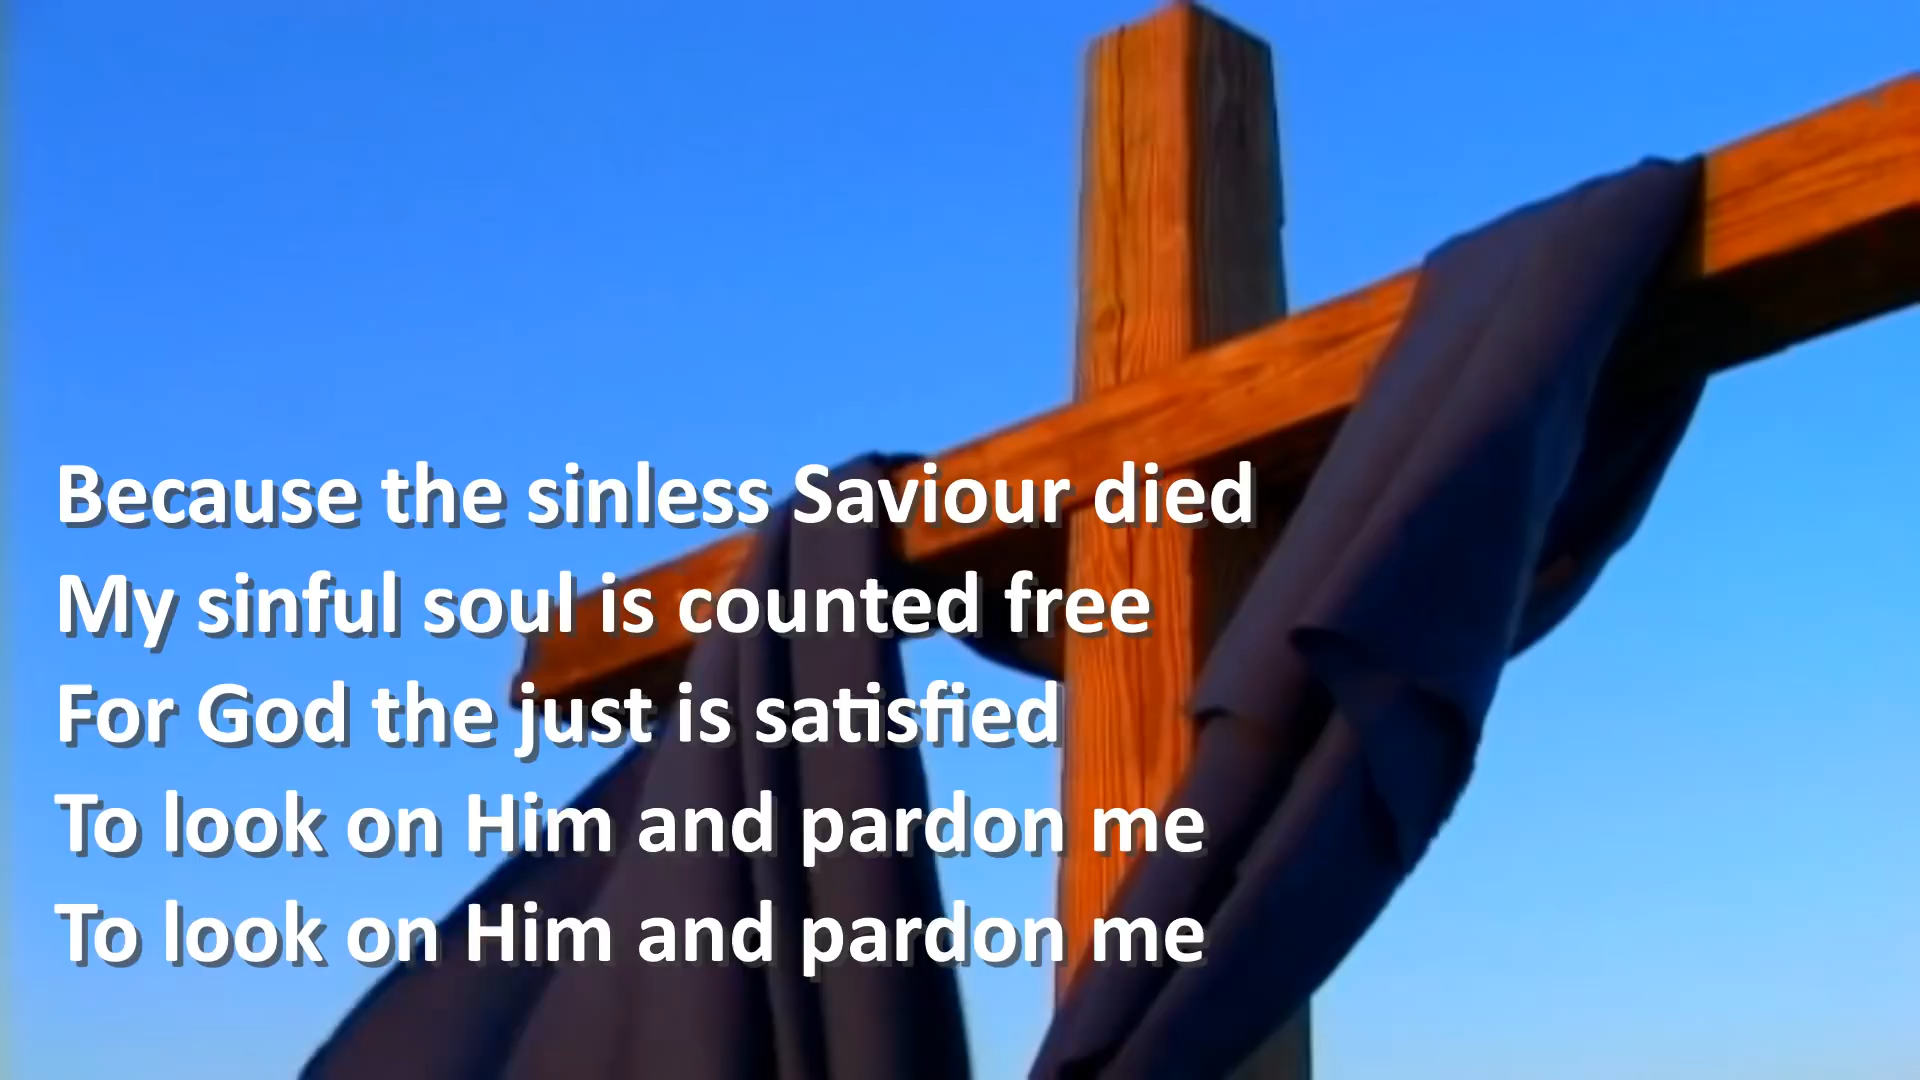 Because the sinless Saviour died
My sinful soul is counted free
For God the just is satisfied
To look on Him and pardon me
To look on Him and pardon me